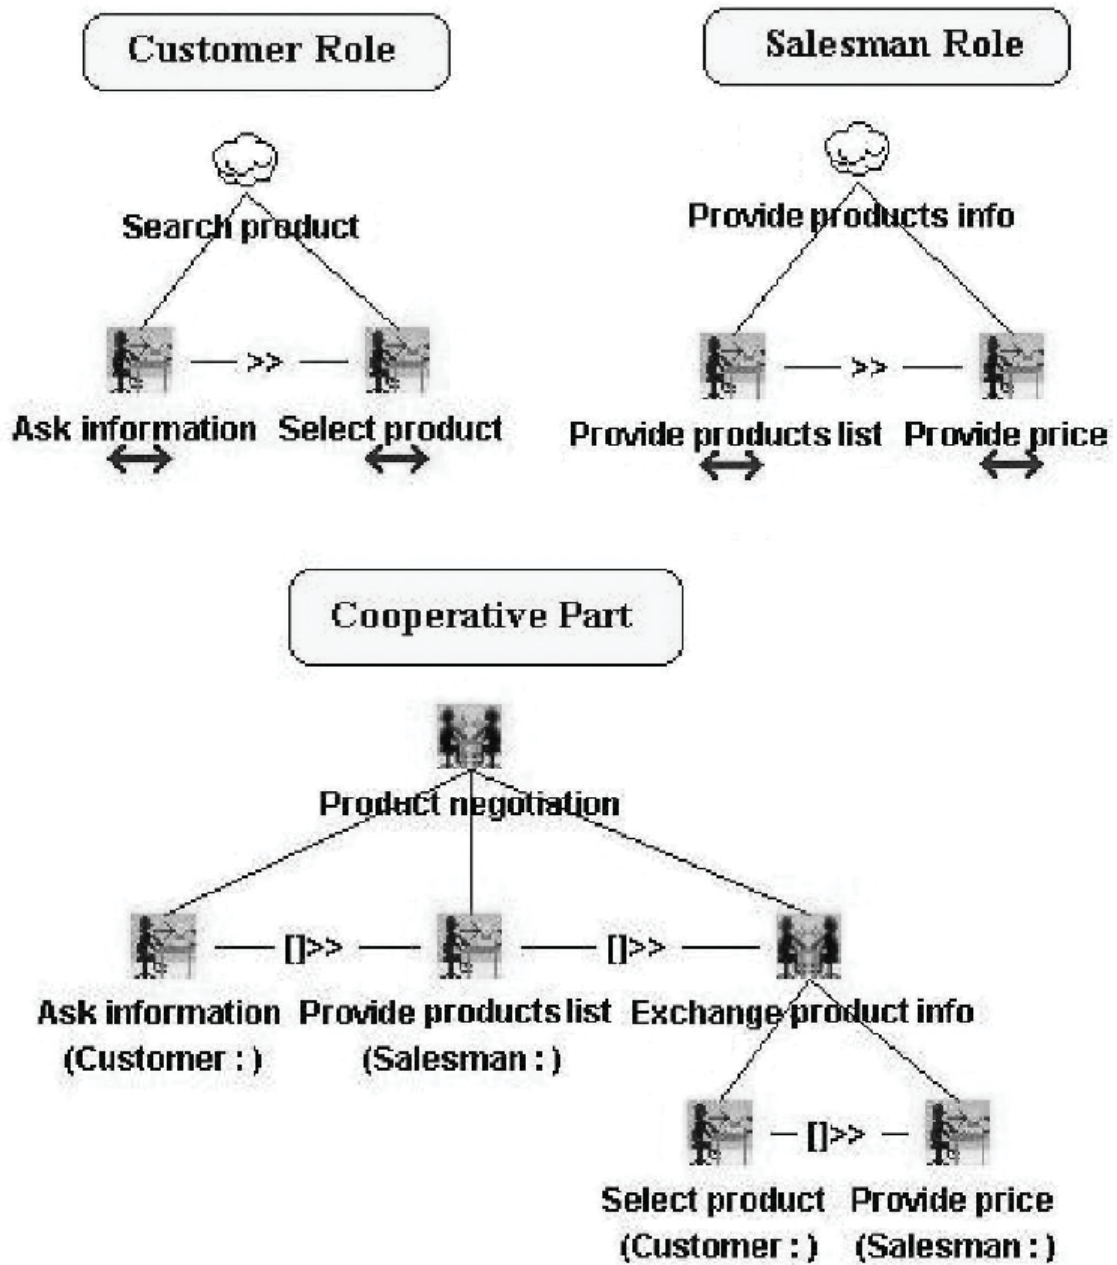 Customer Role
Salesman Role
Search product
Provide products info
>>
>>
Ask information
Select product
Provide products list
Provide price
Cooperative Part
Product negotiation
[]>>
[]>>
Ask information
Provide products list
Exchange product info
(Customer : )
(Salesman : )
[]>>
Select product
Provide price
(Customer : )
(Salesman : )